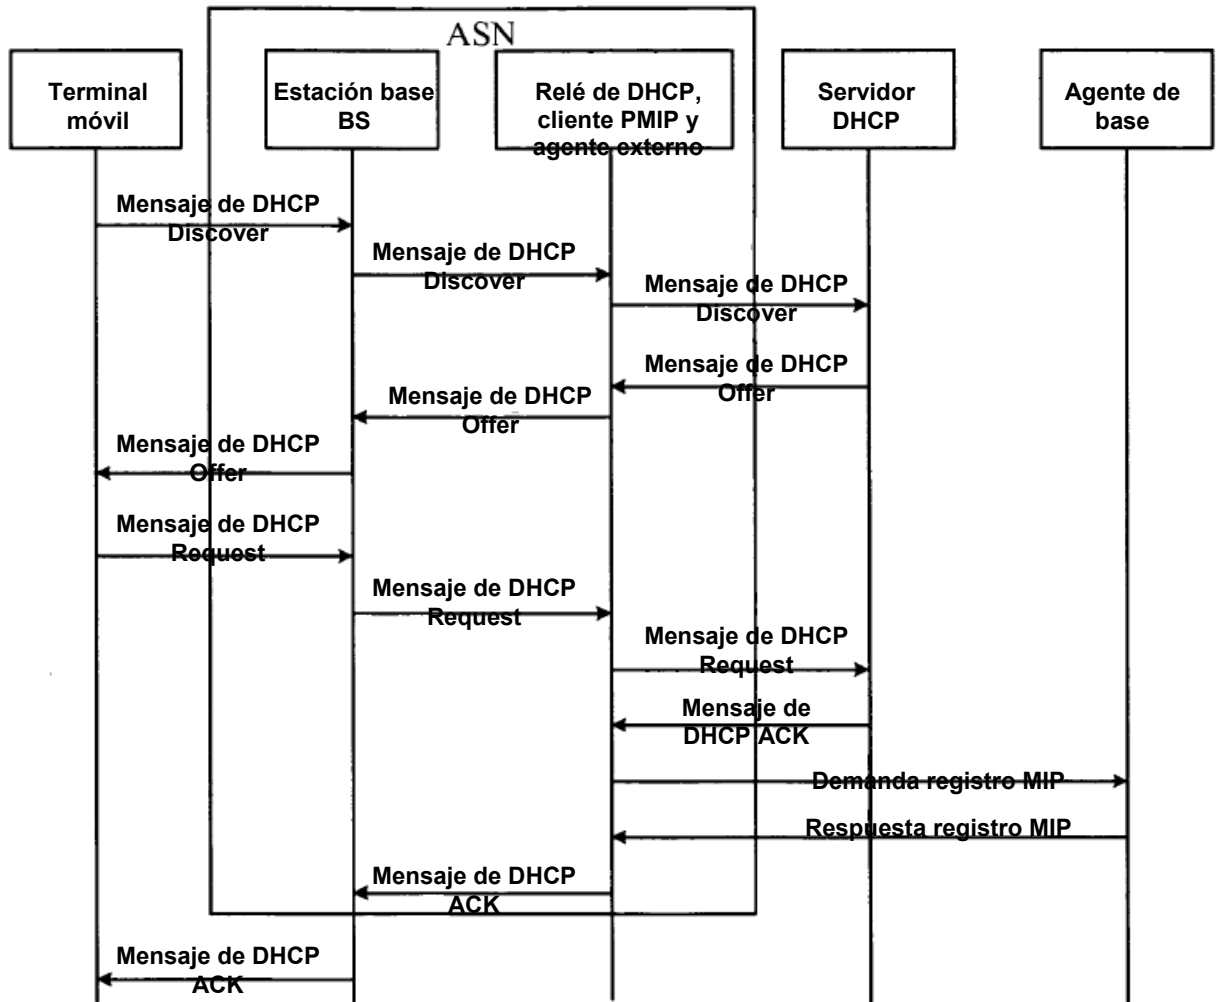 ASN
Terminal
móvil
Estación base
BS
Relé de DHCP,
cliente PMIP y
agente externo
Servidor
DHCP
Agente de
base
Mensaje de DHCP
Discover
Mensaje de DHCP
Discover
Mensaje de DHCP
Discover
Mensaje de DHCP
Offer
Mensaje de DHCP
Offer
Mensaje de DHCP
Offer
Mensaje de DHCP
Request
Mensaje de DHCP
Request
Mensaje de DHCP
Request
Mensaje de
DHCP ACK
Demanda registro MIP
Respuesta registro MIP
Mensaje de DHCP
ACK
Mensaje de DHCP
ACK